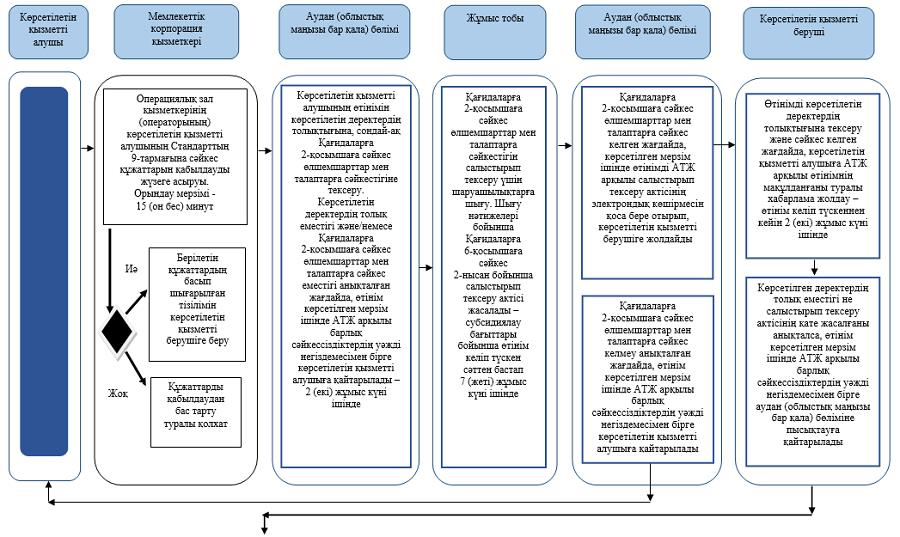 Көрсетілетін
қызметті
алушы
Мемлекеттік
корпорация
қызметкері
Аудан (облыстық
маңызы бар қала) бөлімі
Жұмыс тобы
Аудан (облыстық
маңызы бар қала) бөлімі
Көрсетілетін қызметті
беруші
Операциялық зал
қызметкерінің
(операторының)
көрсетілетін қызметті
алушының Стандарттың
9-тармағына сәйкес
құжаттарын қабылдауды
жүзеге асыруы.
Орындау мерзімі -
15 (он бес) минут
Иә
Берілетін
құжаттардың
басып
шығарылған
тізілімін
көрсетілетін
қызметті
берушіге беру
Жоқ
Құжаттарды
қабылдаудан
бас тарту
туралы қолхат
Көрсетілетін қызметті
алушының өтінімін
көрсетілетін деректердің
толықтығына, сондай-ақ
Қағидаларға
2-қосымшаға сәйкес
өлшемшарттар мен
талаптарға сәйкестігіне
тексеру.
Көрсетілетін
деректердің толық
еместігі және/немесе
Қағидаларға
2-қосымшаға сәйкес
өлшемшарттар мен
талаптарға сәйкес
еместігі анықталған
жағдайда, өтінім
көрсетілген мерзім
ішінде АТЖ арқылы
барлық
сәйкессіздіктердің уәжді
негіздемесімен бірге
көрсетілетін қызметті
алушыға қайтарылады –
2 (екі) жұмыс күні
ішінде
Қағидаларға
2-қосымшаға
сәйкес
өлшемшарттар мен
талаптарға
сәйкестігін
салыстырып
тексеру үшін
шаруашылықтарға
шығу. Шығу
нәтижелері
бойынша
Қағидаларға
6-қосымшаға
сәйкес
2-нысан бойынша
салыстырып
тексеру актісі
жасалады –
субсидиялау
бағыттары
бойынша өтінім
келіп түскен
сәттен бастап
7 (жеті) жұмыс
күні ішінде
Қағидаларға
2-қосымшаға сәйкес
өлшемшарттар мен
талаптарға сәйкес
келген жағдайда,
көрсетілген мерзім
ішінде өтінімді АТЖ
арқылы салыстырып
тексеру актісінің
электрондық көшірмесін
қоса бере отырып,
көрсетілетін қызметті
берушіге жолдайды
Қағидаларға
2-қосымшаға сәйкес
өлшемшарттар мен
талаптарға сәйкес
келмеу анықталған
жағдайда, өтінім
көрсетілген мерзім
ішінде АТЖ арқылы
барлық
сәйкессіздіктердің уәжді
негіздемесімен бірге
көрсетілетін қызметті
алушыға қайтарылады
Өтінімді көрсетілетін
деректердің
толықтығына тексеру
және сәйкес келген
жағдайда, көрсетілетін
қызметті алушыға АТЖ
арқылы өтінімнің
мақұлданғаны туралы
хабарлама жолдау –
өтінім келіп түскеннен
кейін 2 (екі) жұмыс күні
ішінде
Көрсетілген деректердің
толық еместігі не
салыстырып тексеру
актісінің қате жасалғаны
анықталса, өтінім
көрсетілген мерзім
ішінде АТЖ арқылы
барлық
сәйкессіздіктердің уәжді
негіздемесімен бірге
аудан (облыстық маңызы
бар қала) бөліміне
пысықтауға
қайтарылады